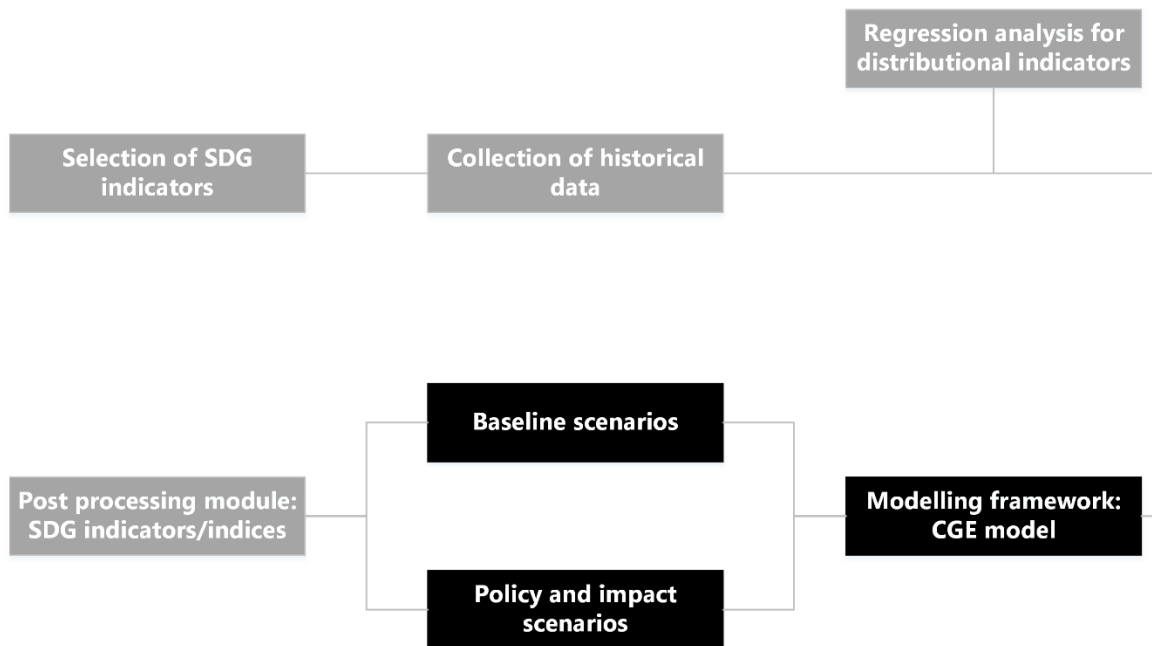 Regression analysis for
distributional indicators
Selection of SDG
indicators
Collection of historical
data
Baseline scenarios
Post processing module:
SDG indicators/indices
Modelling framework:
CGE model
Policy and impact
scenarios